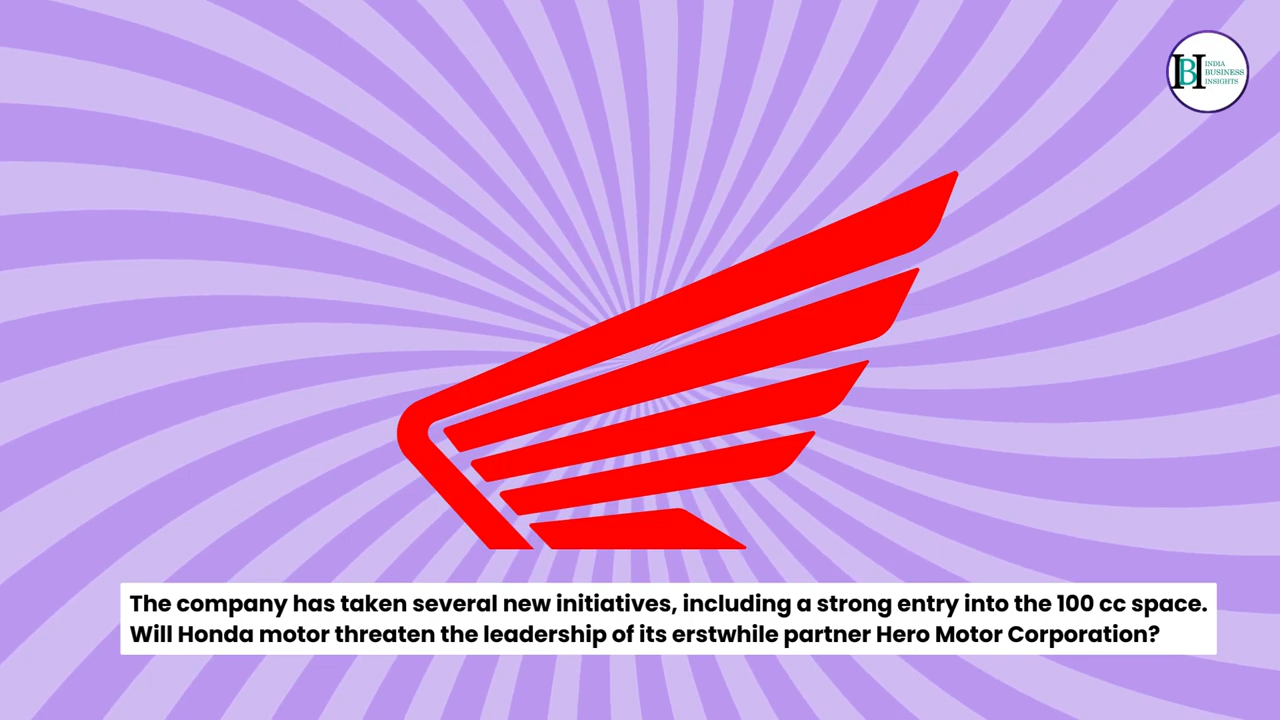 IBH
INDIA
BUSINESS
INSIGHTS
The company has taken several new initiatives, including a strong entry into the 100 cc space.
Will Honda motor threaten the leadership of its erstwhile partner Hero Motor Corporation?